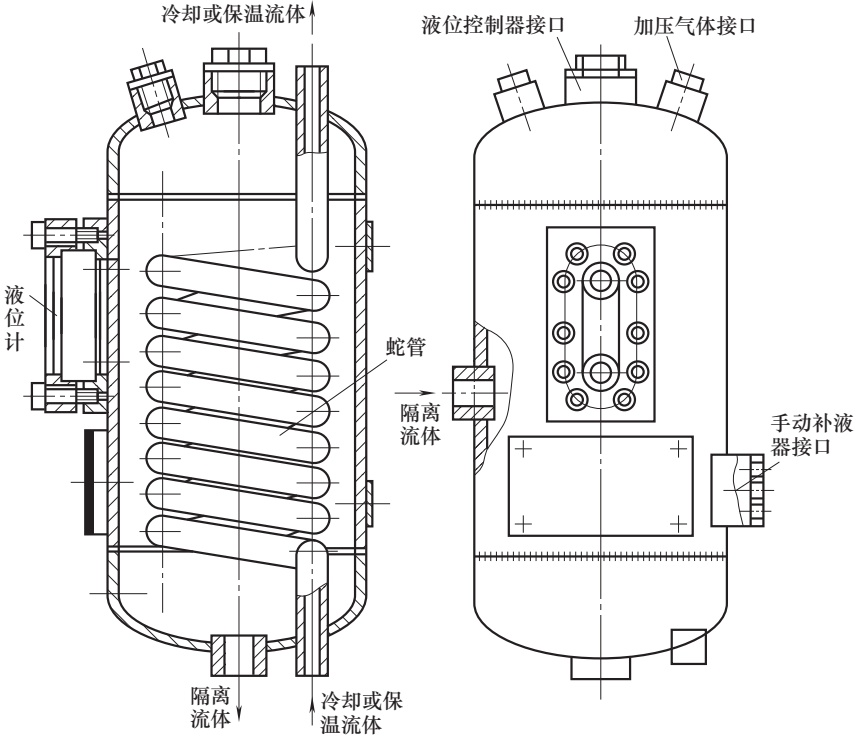 冷却或保温流体
液位控制器接口
加压气体接口
液
位
计
蛇管
隔离
流体
手动补液
器接口
隔离
流体
冷却或保
温流体